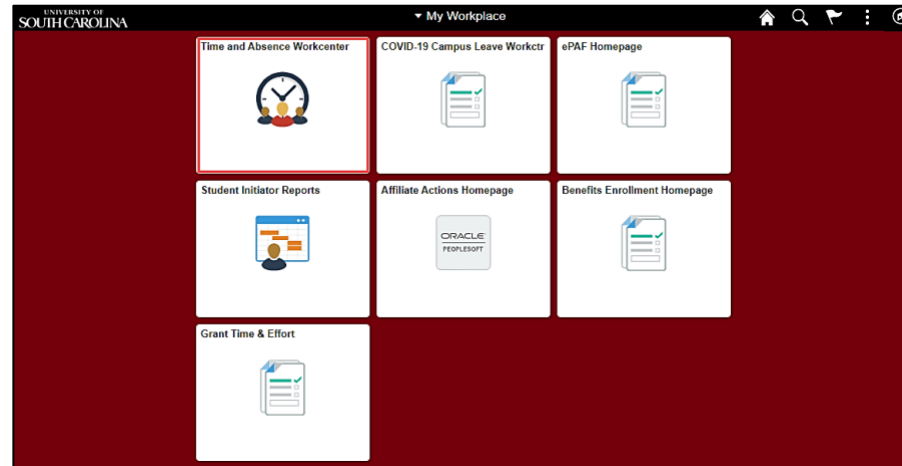 UNIVERSITY OF
SOUTH CAROLINA
My Workplace
Time and Absence Workcenter
COVID-19 Campus Leave Workctr
ePAF Homepage
Student Initiator Reports
Affiliate Actions Homepage
Benefits Enrollment Homepage
ORACLE
PEOPLESOFT
Grant Time & Effort